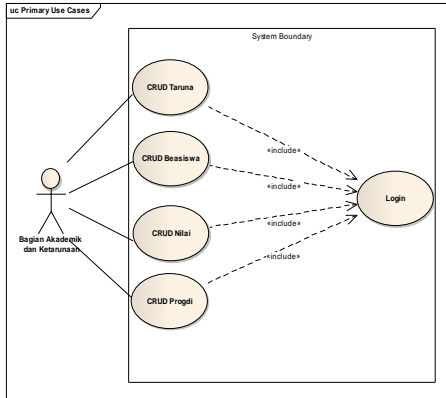 uc Primary Use Cases
System Boundary
CRUD Taruna
«include»
CRUD Beasiswa
«include»
Login
CRUD Nilai
«include»
Bagian Akademik
dan Ketarunaan
«include»
CRUD Progdi